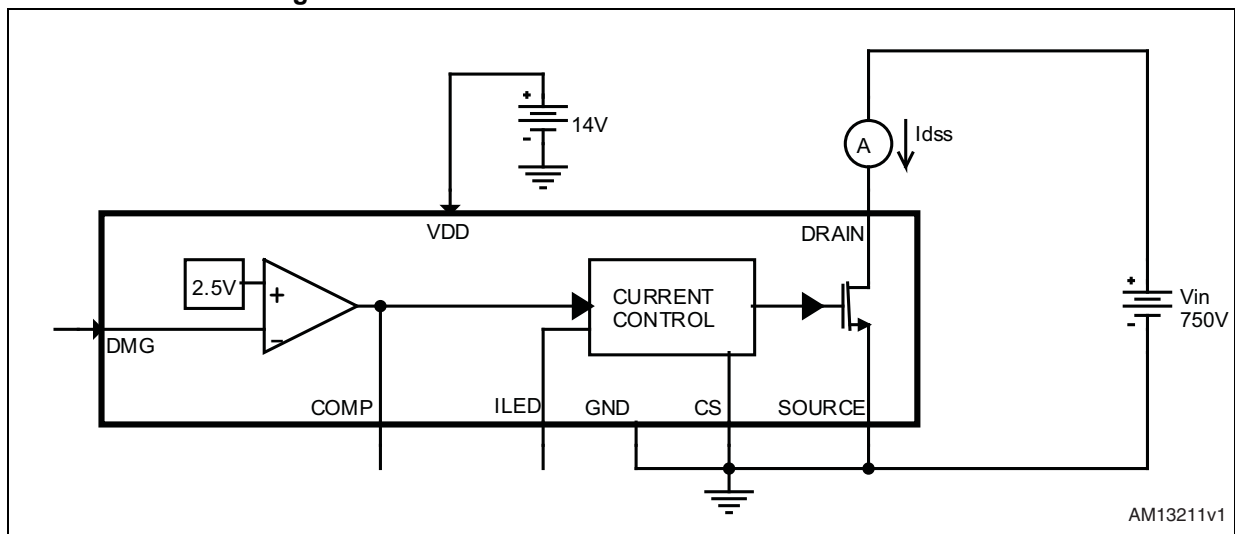 +
14V
-
A
Idss
VDD
DRAIN
2.5V
+
-
CURRENT
CONTROL
+
Vin
750V
-
DMG
COMP
ILED
GND
CS
SOURCE
AM13211v1